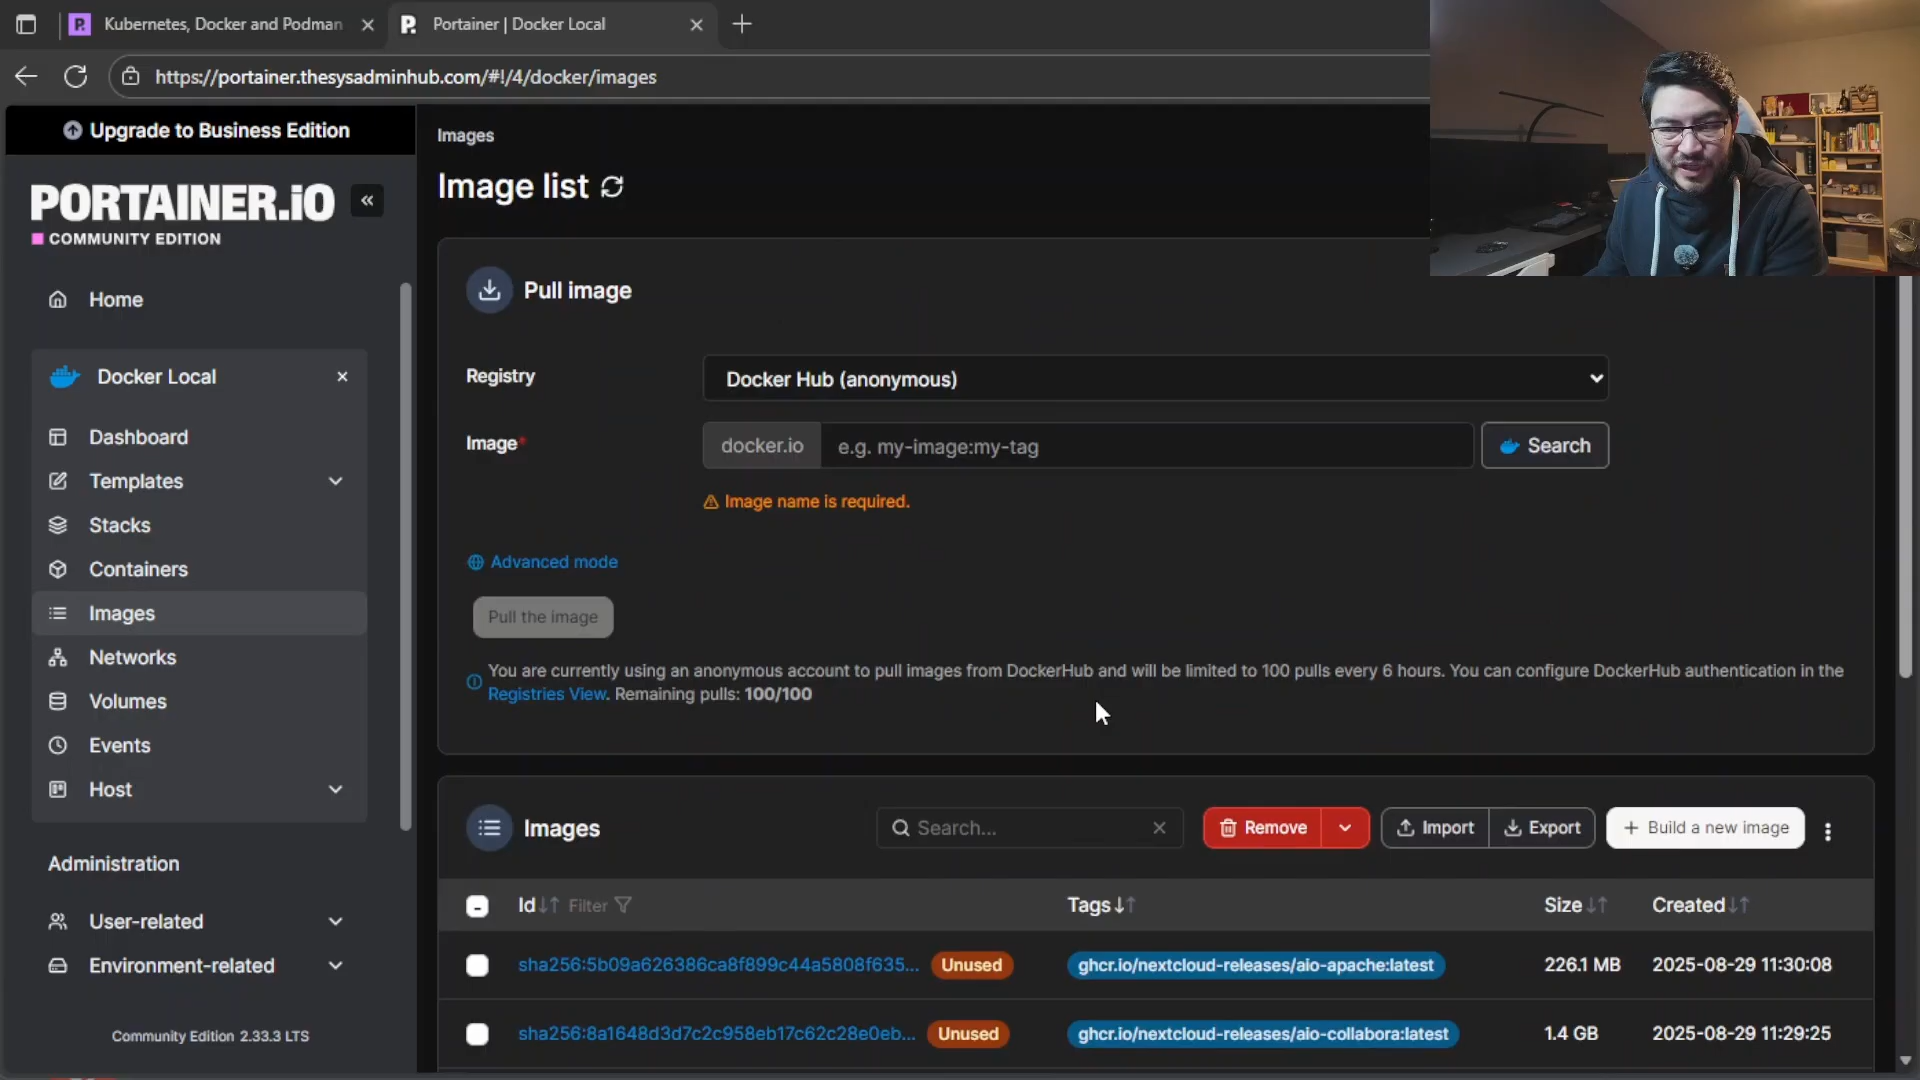 Kubernetes, Docker and Podman
Portainer | Docker Local
https://portainer.thesysadminhub.com/#!/4/docker/images
Upgrade to Business Edition
PORTAINER.iO
COMMUNITY EDITION
Home
Docker Local
Dashboard
Templates
Stacks
Containers
Images
Networks
Volumes
Events
Host
Administration
User-related
Environment-related
Community Edition 2.33.3 LTS
Images
Image list
Pull image
Registry
Docker Hub (anonymous)
Image*
docker.io
e.g. my-image:my-tag
Search
Image name is required.
Advanced mode
Pull the image
You are currently using an anonymous account to pull images from DockerHub and will be limited to 100 pulls every 6 hours. You can configure DockerHub authentication in the
Registries View. Remaining pulls: 100/100
Images
Search...
Remove
Import
Export
Build a new image
Id Filter Tags Size Created
sha256:5b09a626386ca8f899c44a5808f635... Unused ghcr.io/nextcloud-releases/aio-apache:latest 226.1 MB 2025-08-29 11:30:08
sha256:8a1648d3d7c2c958eb17c62c28e0eb... Unused ghcr.io/nextcloud-releases/aio-collabora:latest 1.4 GB 2025-08-29 11:29:25